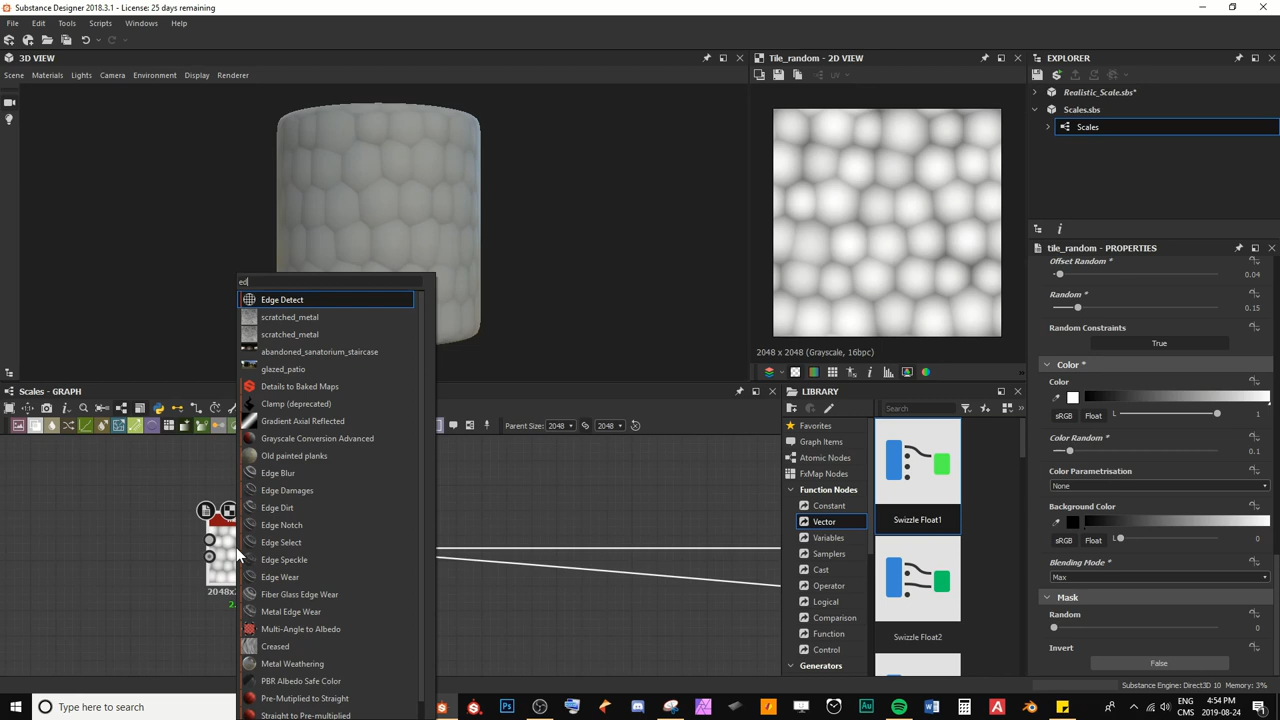 Substance Designer 2018.3.1 - License: 25 days remaining
File Edit Tools Scripts Windows Help
3D VIEW
Scene Materials Lights Camera Environment Display Renderer
Tile_random - 2D VIEW
UV
2048 x 2048 (Grayscale, 16bpc)
EXPLORER
Realistic_Scale.sbs*
Scales.sbs
Scales
tile_random - PROPERTIES
Offset Random *
0.04
Random *
0.15
Random Constraints
True
Color *
Color
sRGB Float 1
Color Random *
0.1
Color Parametrisation
None
Background Color
sRGB Float 0
Blending Mode *
Max
Mask
Random
0
Invert
False
Scales - GRAPH
Parent Size: 2048 2048
ed
Edge Detect
scratched_metal
scratched_metal
abandoned_sanatorium_staircase
glazed_patio
Details to Baked Maps
Clamp (deprecated)
Gradient Axial Reflected
Grayscale Conversion Advanced
Old painted planks
Edge Blur
Edge Damages
Edge Dirt
Edge Notch
Edge Select
Edge Speckle
Edge Wear
Fiber Glass Edge Wear
Metal Edge Wear
Multi-Angle to Albedo
Creased
Metal Weathering
PBR Albedo Safe Color
Pre-Mutiplied to Straight
Straight to Pre-multiplied
2048x2
2.
LIBRARY
Search
Favorites
Graph Items
Atomic Nodes
FxMap Nodes
Function Nodes
Constant
Vector
Variables
Samplers
Cast
Operator
Logical
Comparison
Function
Control
Generators
Swizzle Float1
Swizzle Float2
Substance Engine: Direct3D 10 Memory: 3%
Type here to search
4:54 PM
CMS 2019-08-24